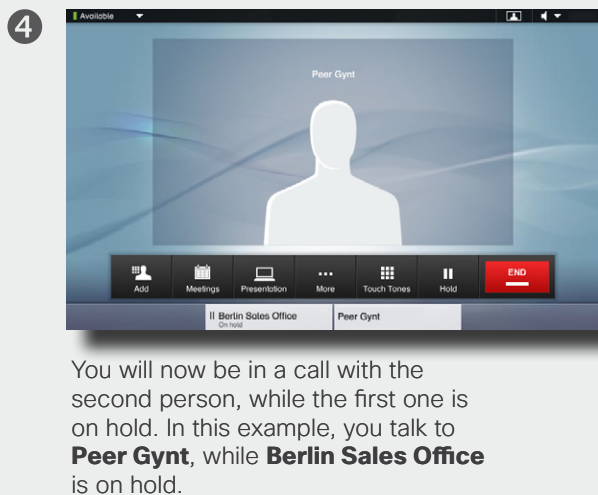 4
Available
Peer Gynt
Add Meetings Presentation More Touch Tones Hold END
Berlin Sales Office Peer Gynt
On hold
You will now be in a call with the
second person, while the first one is
on hold. In this example, you talk to
Peer Gynt, while Berlin Sales Office
is on hold.